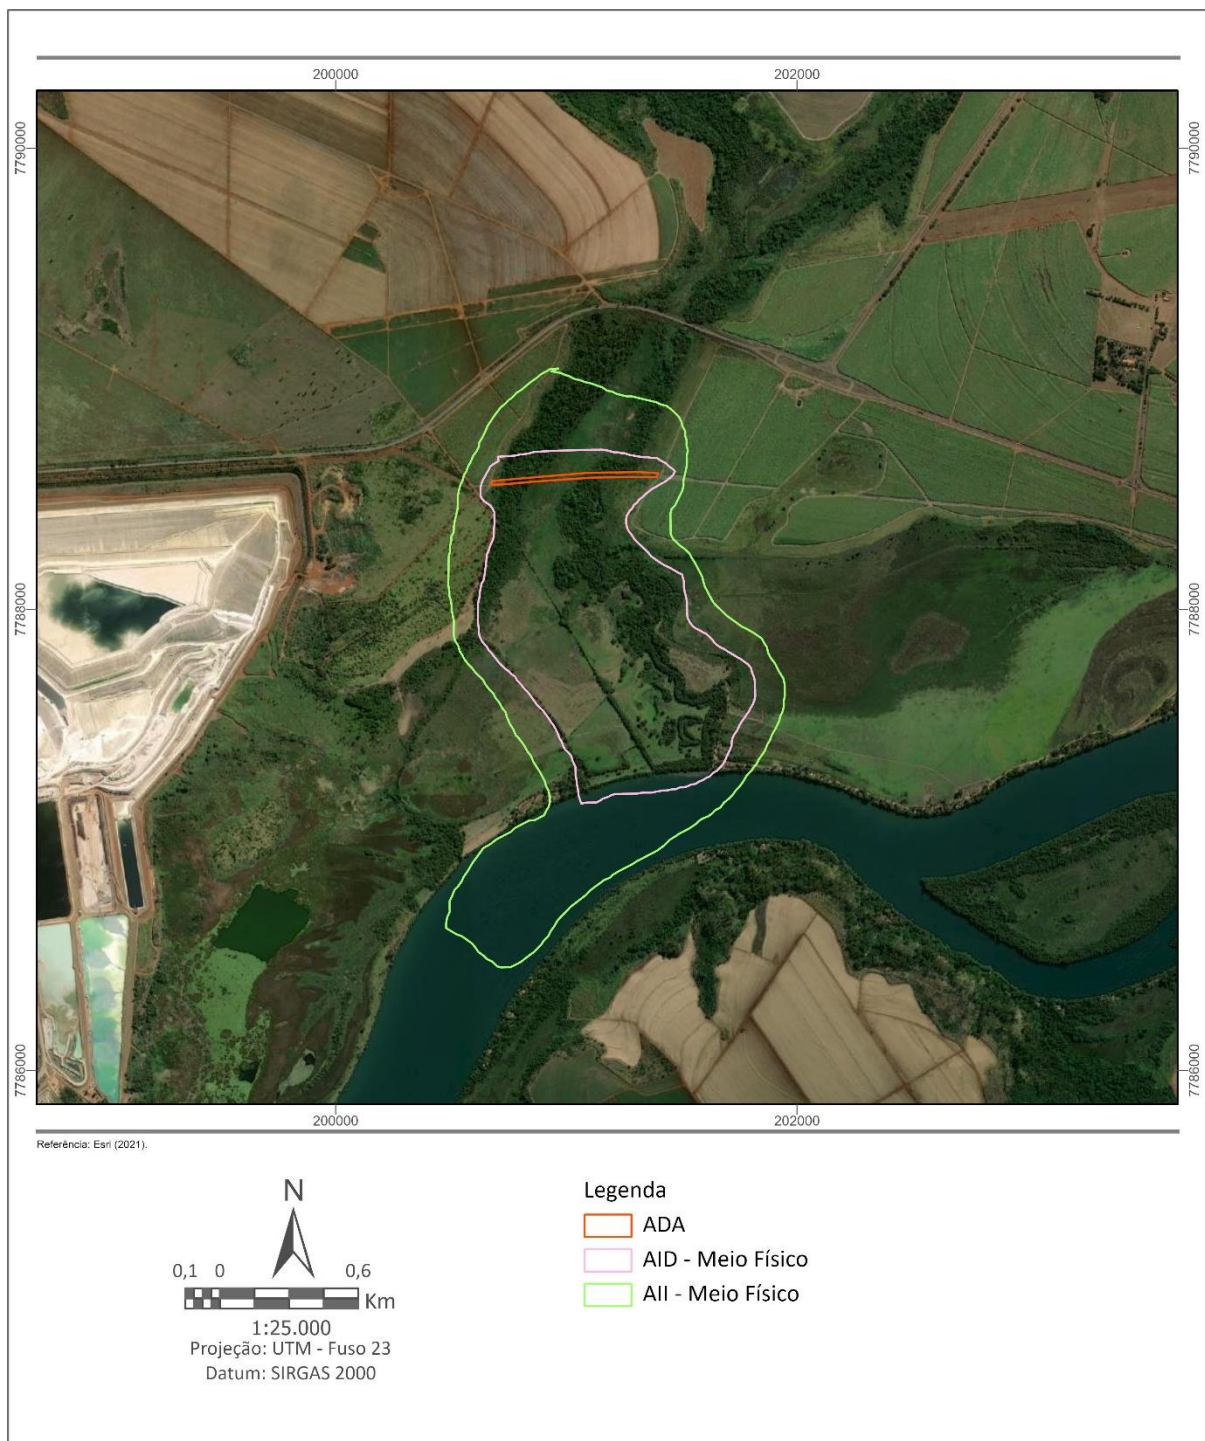 200000 202000
7790000 7790000
7788000 7788000
7786000 7786000
200000 202000
Referência: Esri (2021).
N
0,1 0 0,6
Km
1:25.000
Projeção: UTM - Fuso 23
Datum: SIRGAS 2000
Legenda
ADA
AID - Meio Físico
AII - Meio Físico